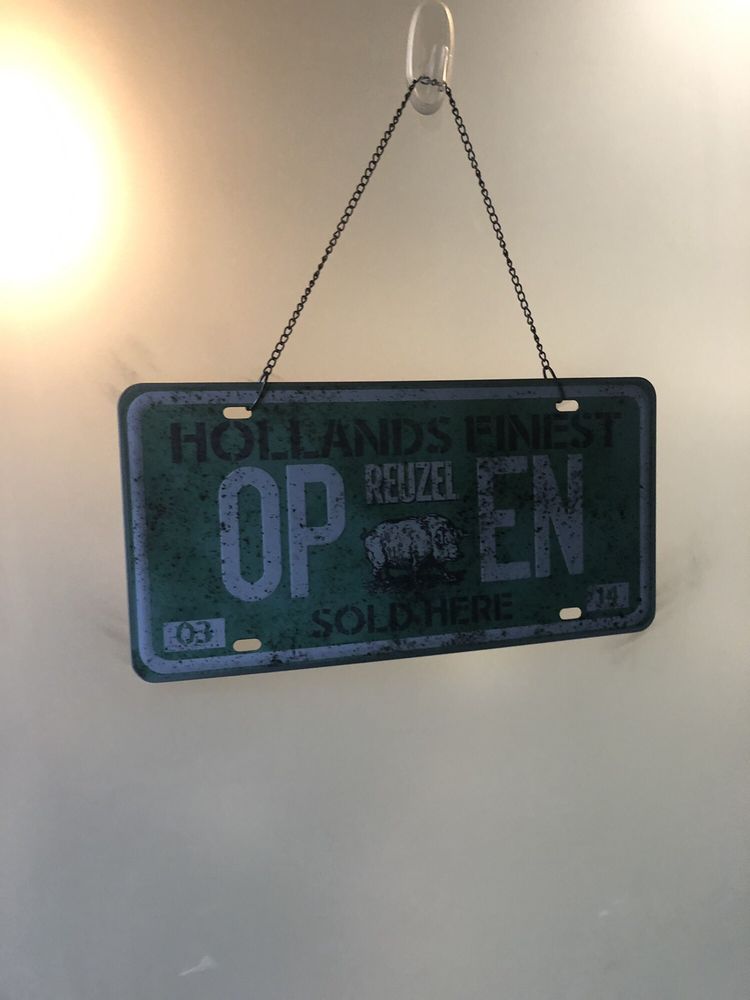 HOLLANDS FINEST
OP REUZEL EN
SOLD HERE
03 14